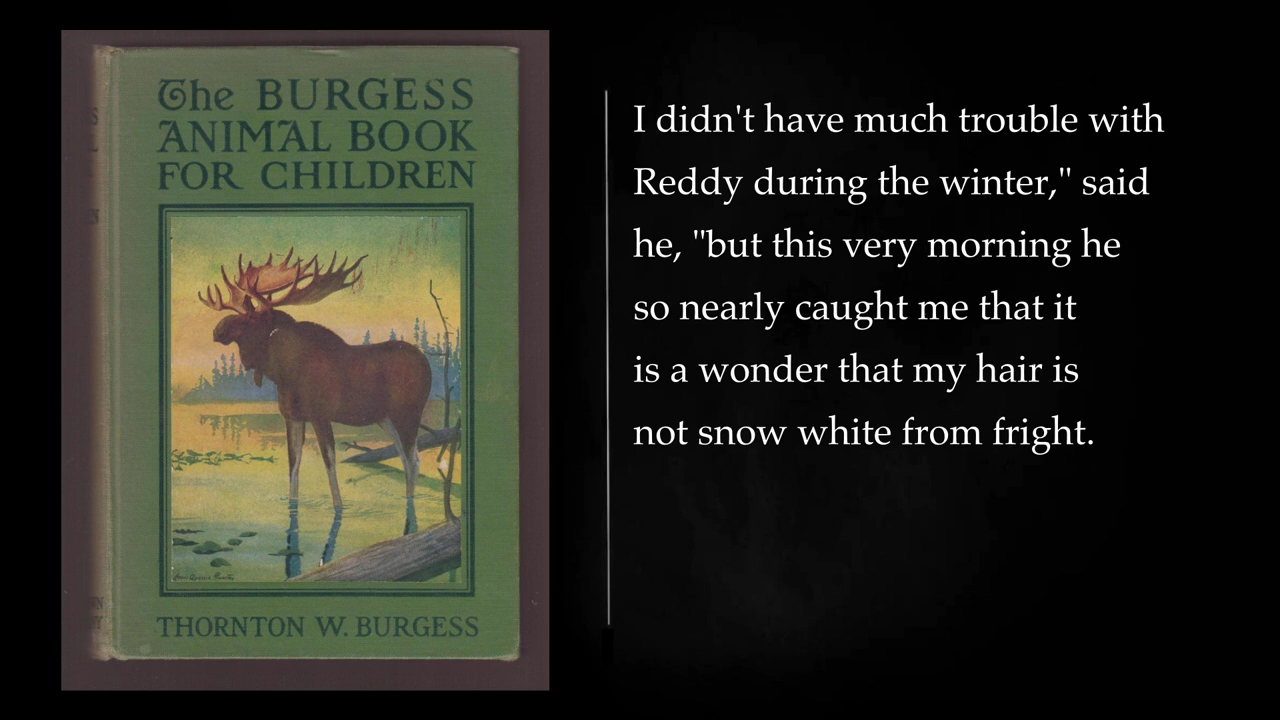 The BURGESS
ANIMAL BOOK
FOR CHILDREN
THORNTON W. BURGESS
I didn't have much trouble with
Reddy during the winter," said
he, "but this very morning he
so nearly caught me that it
is a wonder that my hair is
not snow white from fright.